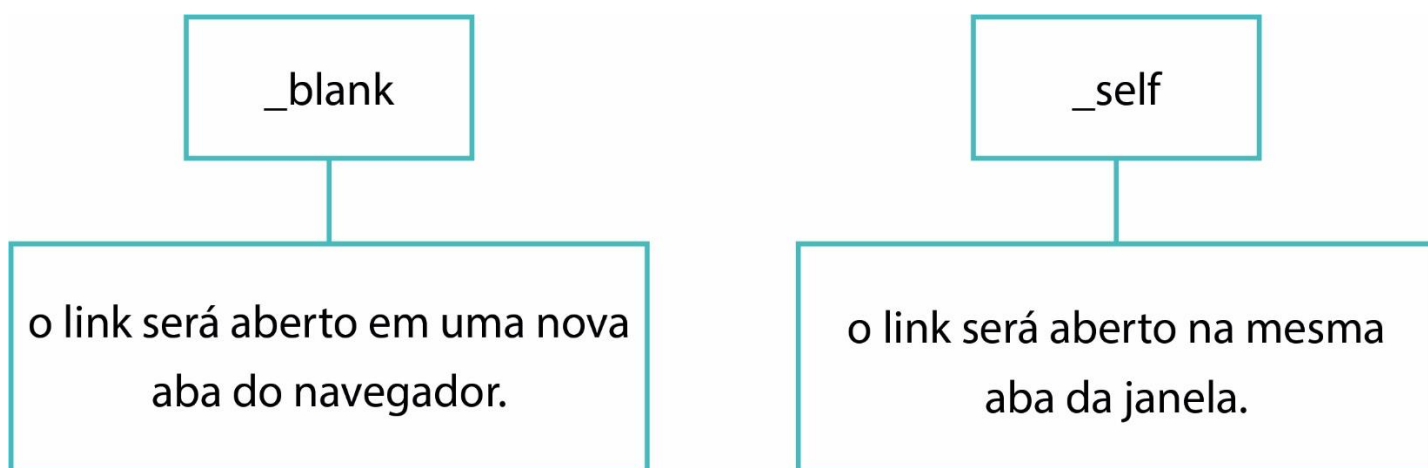 _blank
o link será aberto em uma nova
aba do navegador.
_self
o link será aberto na mesma
aba da janela.